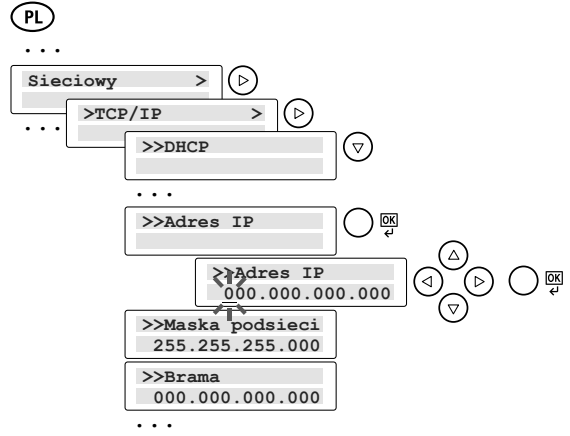 PL
...
Sieciowy >
...
>TCP/IP >
>>DHCP
...
>>Adres IP
OK
>>Adres IP
000.000.000.000
OK
>>Maska podsieci
255.255.255.000
>>Brama
000.000.000.000
...